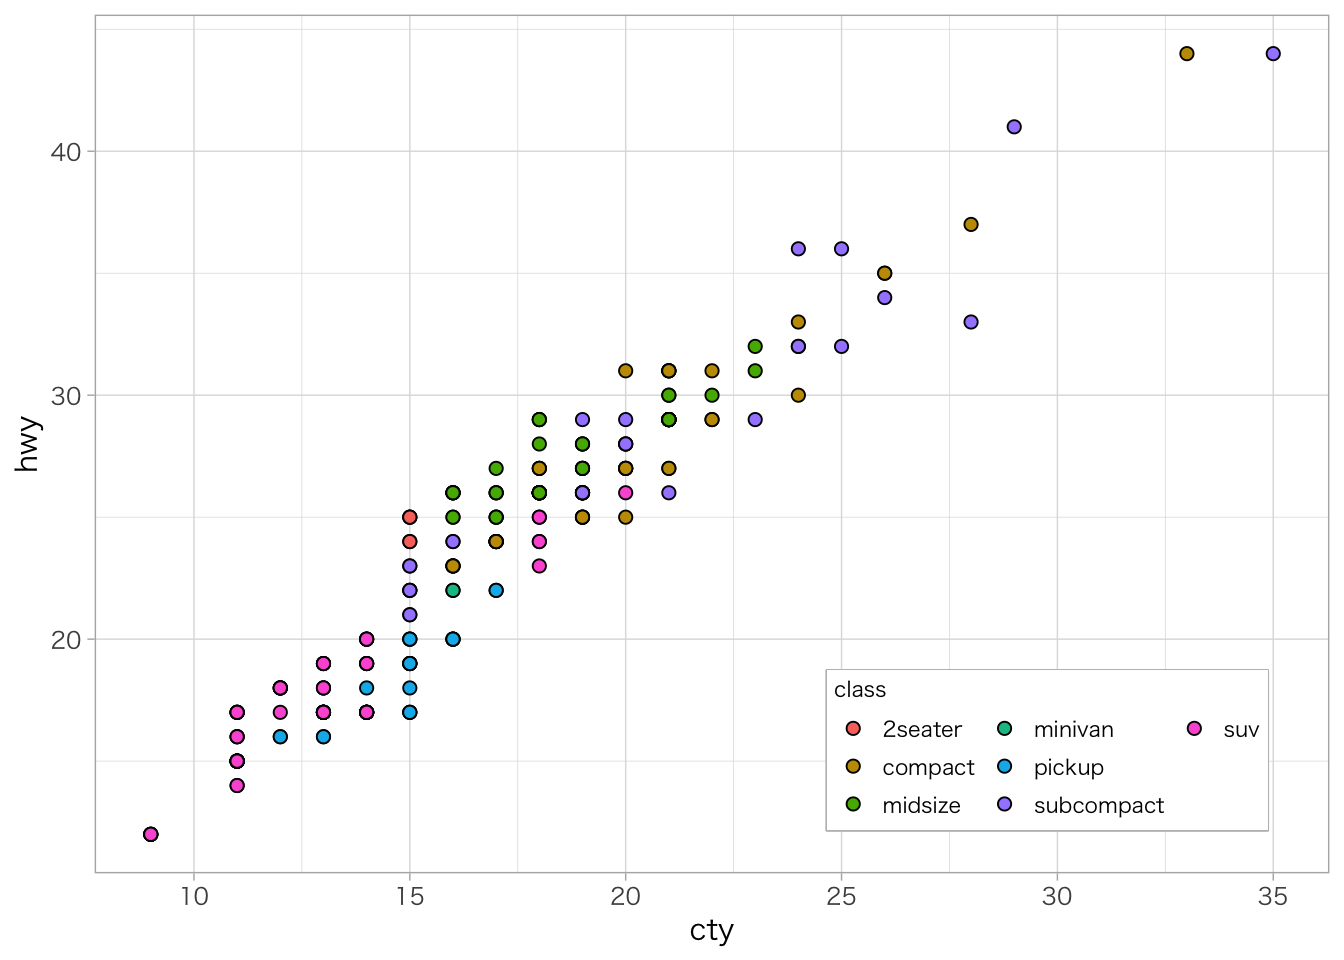 40
30
20
hwy
class
2seater minivan suv
compact pickup
midsize subcompact
10 15 20 25 30 35
cty